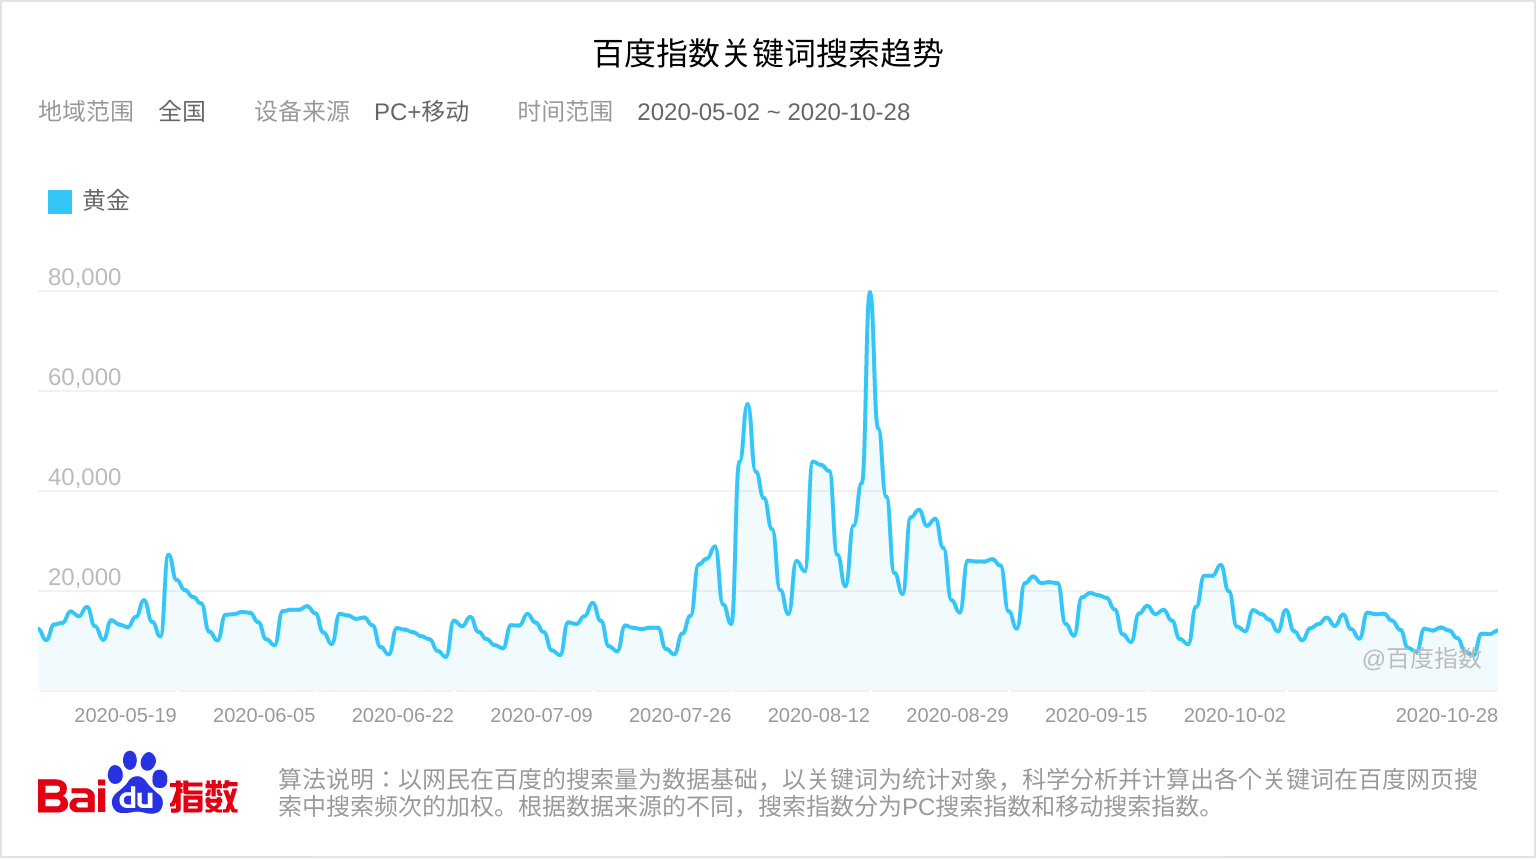 百度指数关键词搜索趋势
地域范围 全国 设备来源 PC+移动 时间范围 2020-05-02 ~ 2020-10-28
黄金
80,000
60,000
40,000
20,000
@百度指数
2020-05-19 2020-06-05 2020-06-22 2020-07-09 2020-07-26 2020-08-12 2020-08-29 2020-09-15 2020-10-02 2020-10-28
Bai du 指数
算法说明：以网民在百度的搜索量为数据基础，以关键词为统计对象，科学分析并计算出各个关键词在百度网页搜
索中搜索频次的加权。根据数据来源的不同，搜索指数分为PC搜索指数和移动搜索指数。